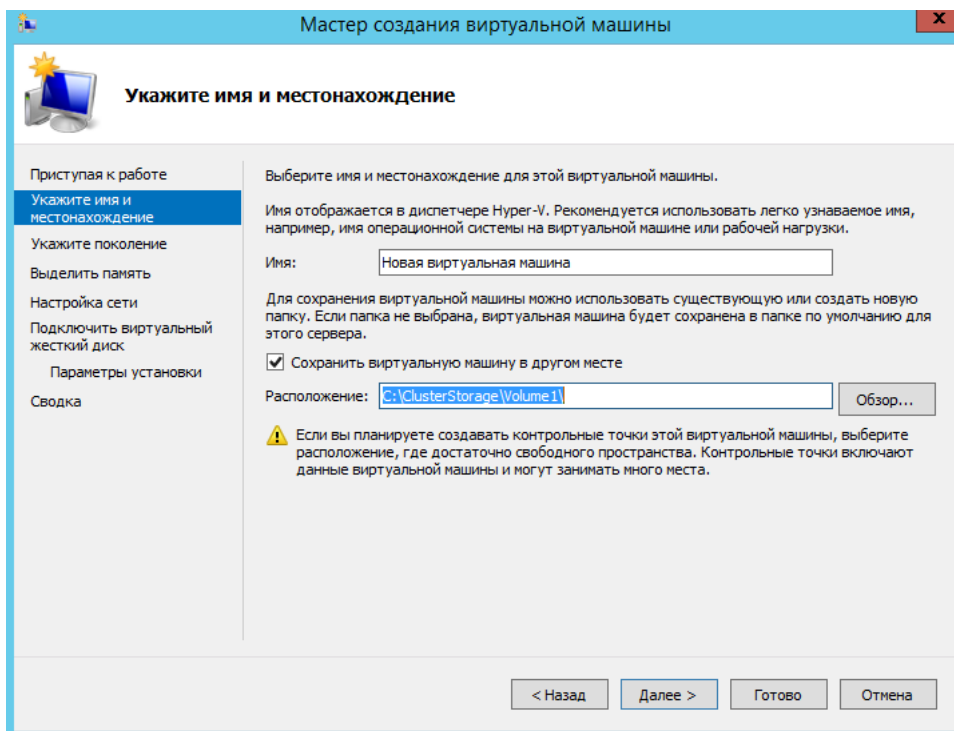 Мастер создания виртуальной машины
x
Укажите имя и местонахождение
Приступая к работе
Укажите имя и
местонахождение
Укажите поколение
Выделить память
Настройка сети
Подключить виртуальный
жесткий диск
Параметры установки
Сводка
Выберите имя и местонахождение для этой виртуальной машины.
Имя отображается в диспетчере Hyper-V. Рекомендуется использовать легко узнаваемое имя,
например, имя операционной системы на виртуальной машине или рабочей нагрузки.
Имя: Новая виртуальная машина
Для сохранения виртуальной машины можно использовать существующую или создать новую
папку. Если папка не выбрана, виртуальная машина будет сохранена в папке по умолчанию для
этого сервера.
Сохранить виртуальную машину в другом месте
Расположение: C:\ClusterStorage\Volume1\ Обзор...
Если вы планируете создавать контрольные точки этой виртуальной машины, выберите
расположение, где достаточно свободного пространства. Контрольные точки включают
данные виртуальной машины и могут занимать много места.
< Назад Далее > Готово Отмена